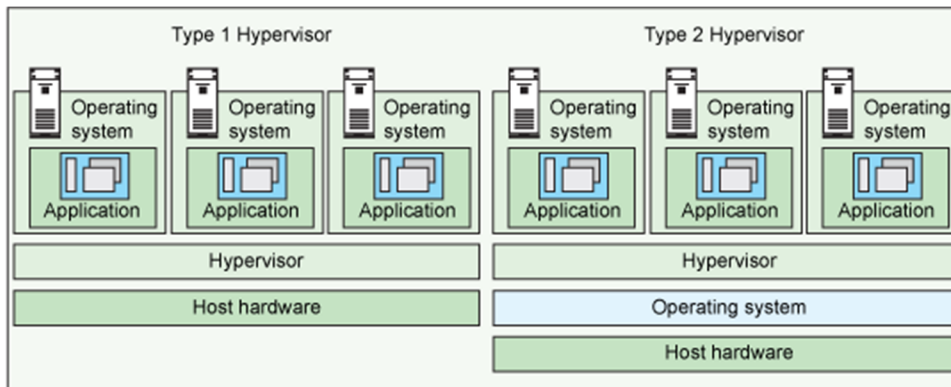 Type 1 Hypervisor
Operating
system
Application
Operating
system
Application
Operating
system
Application
Hypervisor
Host hardware
Type 2 Hypervisor
Operating
system
Application
Operating
system
Application
Operating
system
Application
Hypervisor
Operating system
Host hardware